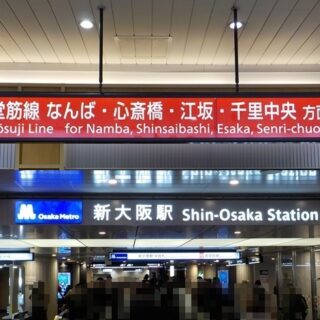 堂筋線 なんば・心斎橋・江坂・千里中央 方面
ōsuji Line for Namba, Shinsaibashi, Esaka, Senri-chuo
Osaka Metro 新大阪駅 Shin-Osaka Station